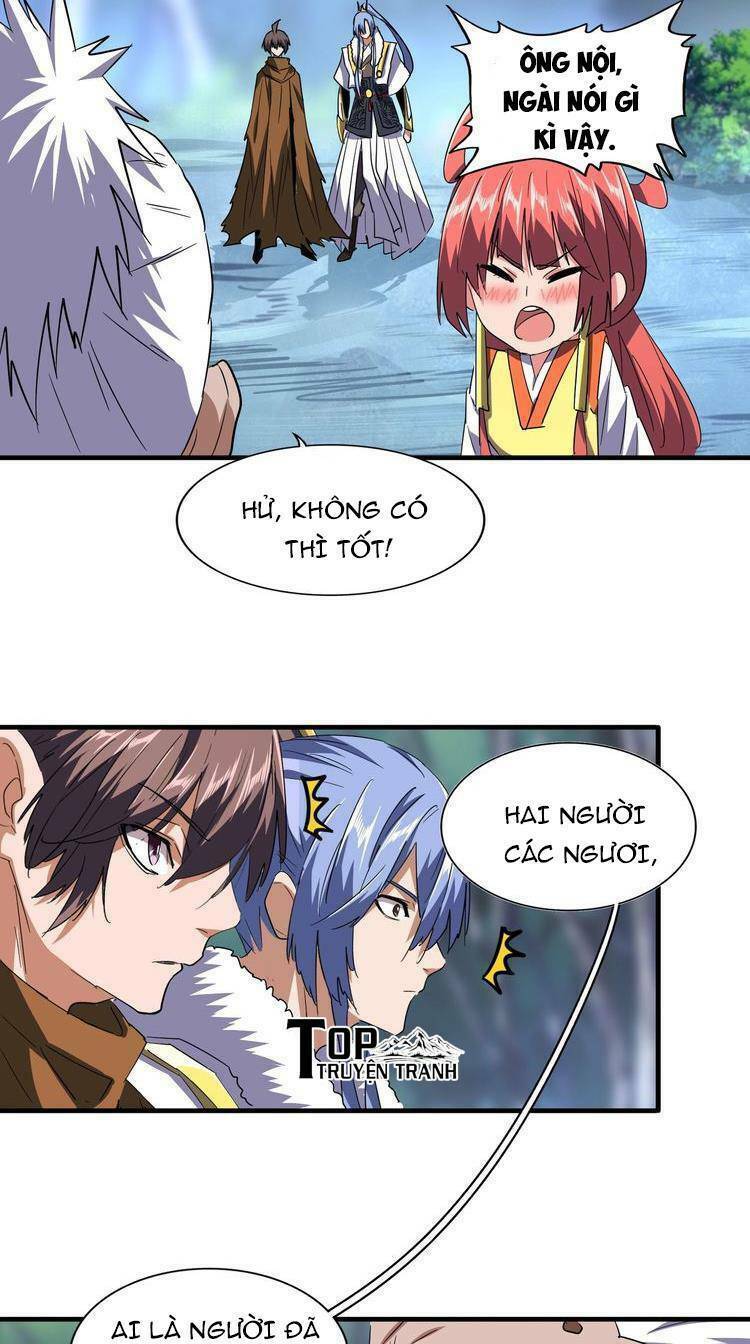 ÔNG NỘI,
NGÀI NÓI GÌ
KÌ VẬY.
HỬ, KHÔNG CÓ
THÌ TỐT!
HAI NGƯỜI
CÁC NGƯƠI,
TOP
TRUYỆN TRANH
AI LÀ NGƯỜI ĐÃ